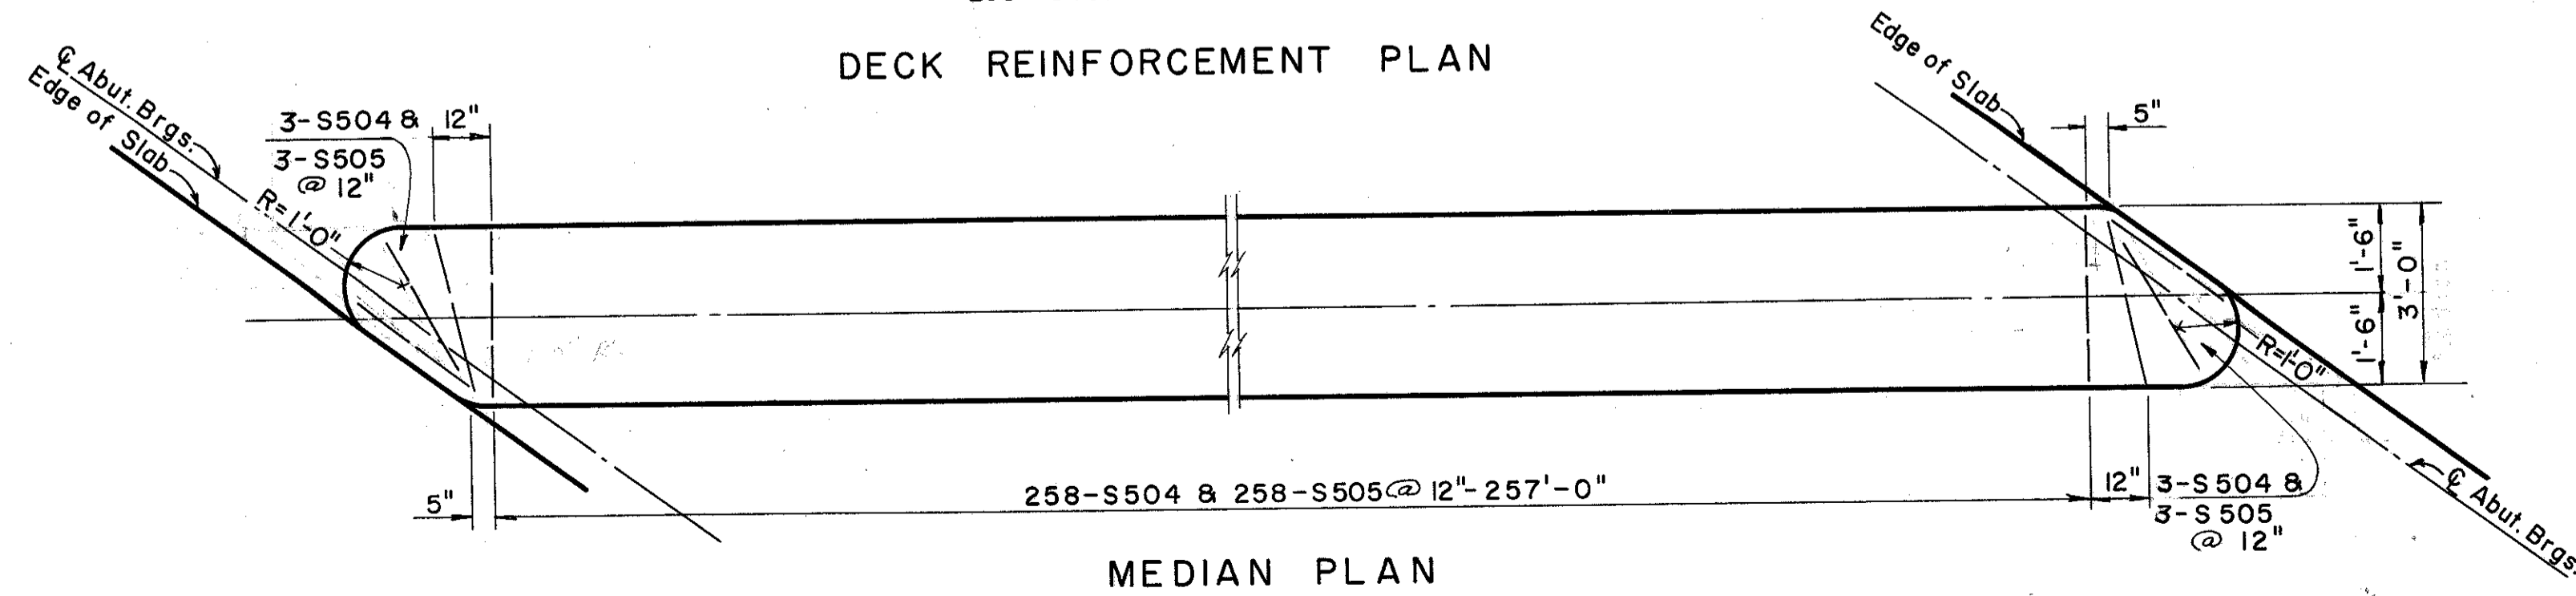 DECK REINFORCEMENT PLAN
℄ Abut. Brgs.
Edge of Slab
3-S504 &
3-S505
@ 12"
12"
R=1'-0"
5"
258-S504 & 258-S505 @ 12"-257'-0"
Edge of Slab
5"
1'-6"
1'-6"
3'-0"
R=1'-0"
12"
3-S504 &
3-S505
@ 12"
℄ Abut. Brgs.
MEDIAN PLAN